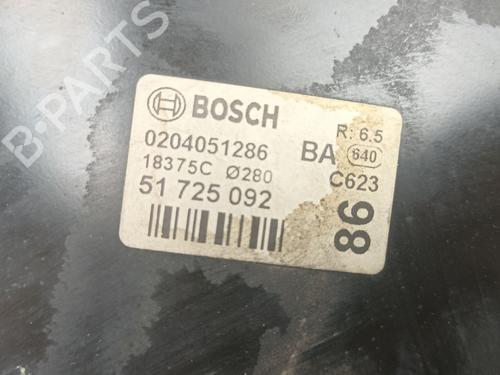 B-PARTS
BOSCH
R: 6.5
0204051286 BA 640
18375C Ø280 C623
51 725 092
86